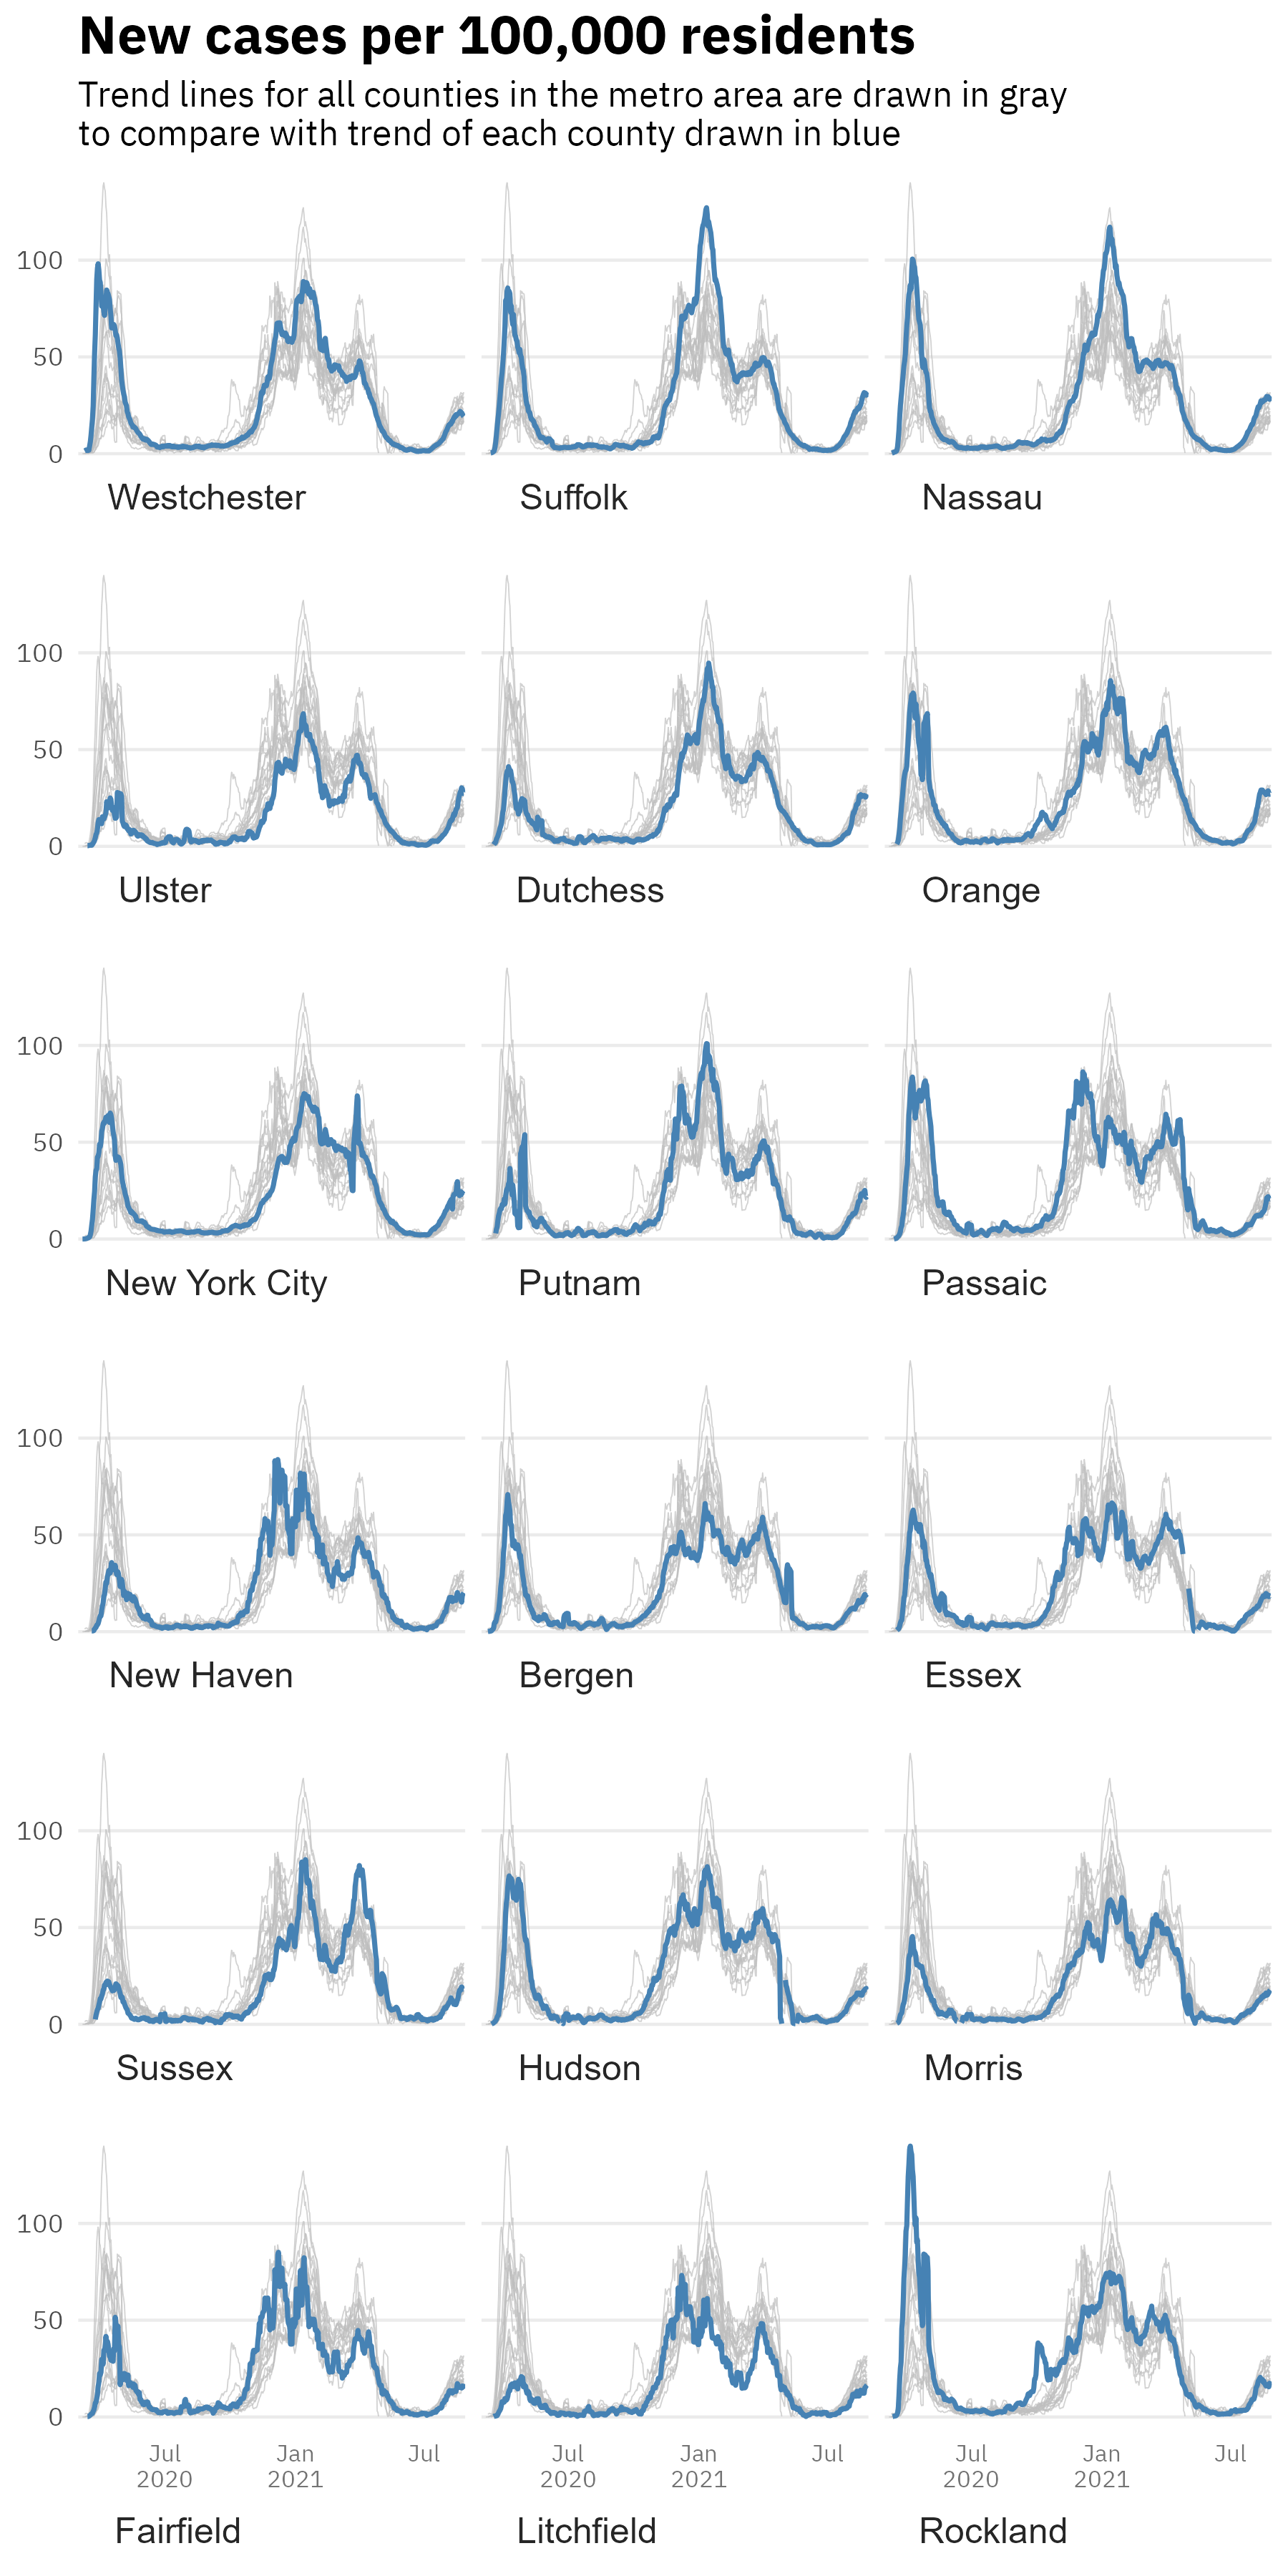 New cases per 100,000 residents
Trend lines for all counties in the metro area are drawn in gray
to compare with trend of each county drawn in blue
100
50
0
Westchester Suffolk Nassau
100
50
0
Ulster Dutchess Orange
100
50
0
New York City Putnam Passaic
100
50
0
New Haven Bergen Essex
100
50
0
Sussex Hudson Morris
100
50
0
Jul Jan Jul Jul Jan Jul Jul Jan Jul
2020 2021 2020 2021 2020 2021
Fairfield Litchfield Rockland